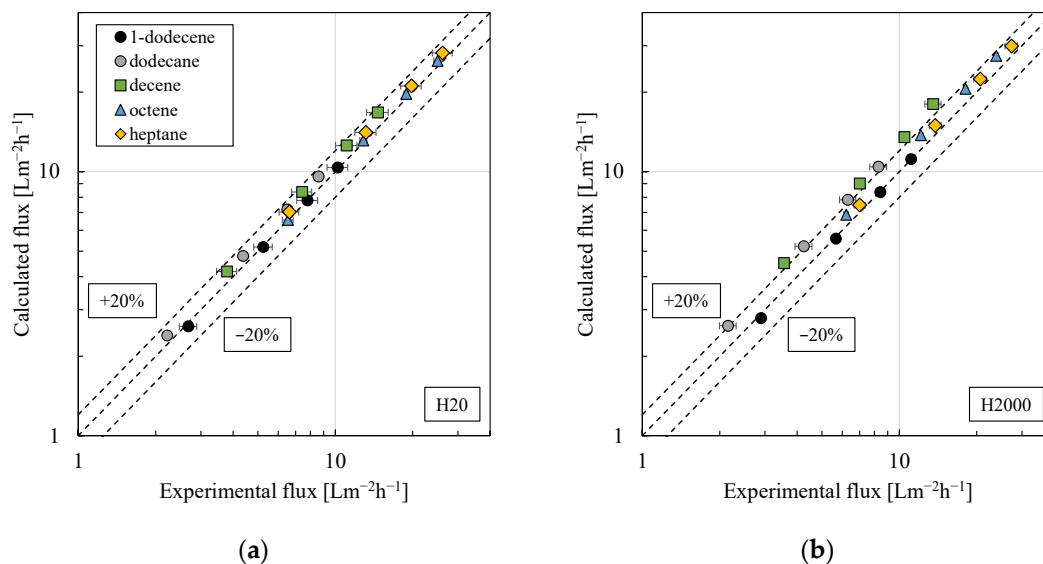 1-dodecene
dodecane
decene
octene
heptane
Calculated flux [Lm⁻²h⁻¹]
10
1
+20%
−20%
H20
1
10
Experimental flux [Lm⁻²h⁻¹]
(a)
Calculated flux [Lm⁻²h⁻¹]
10
1
+20%
−20%
H2000
1
10
Experimental flux [Lm⁻²h⁻¹]
(b)